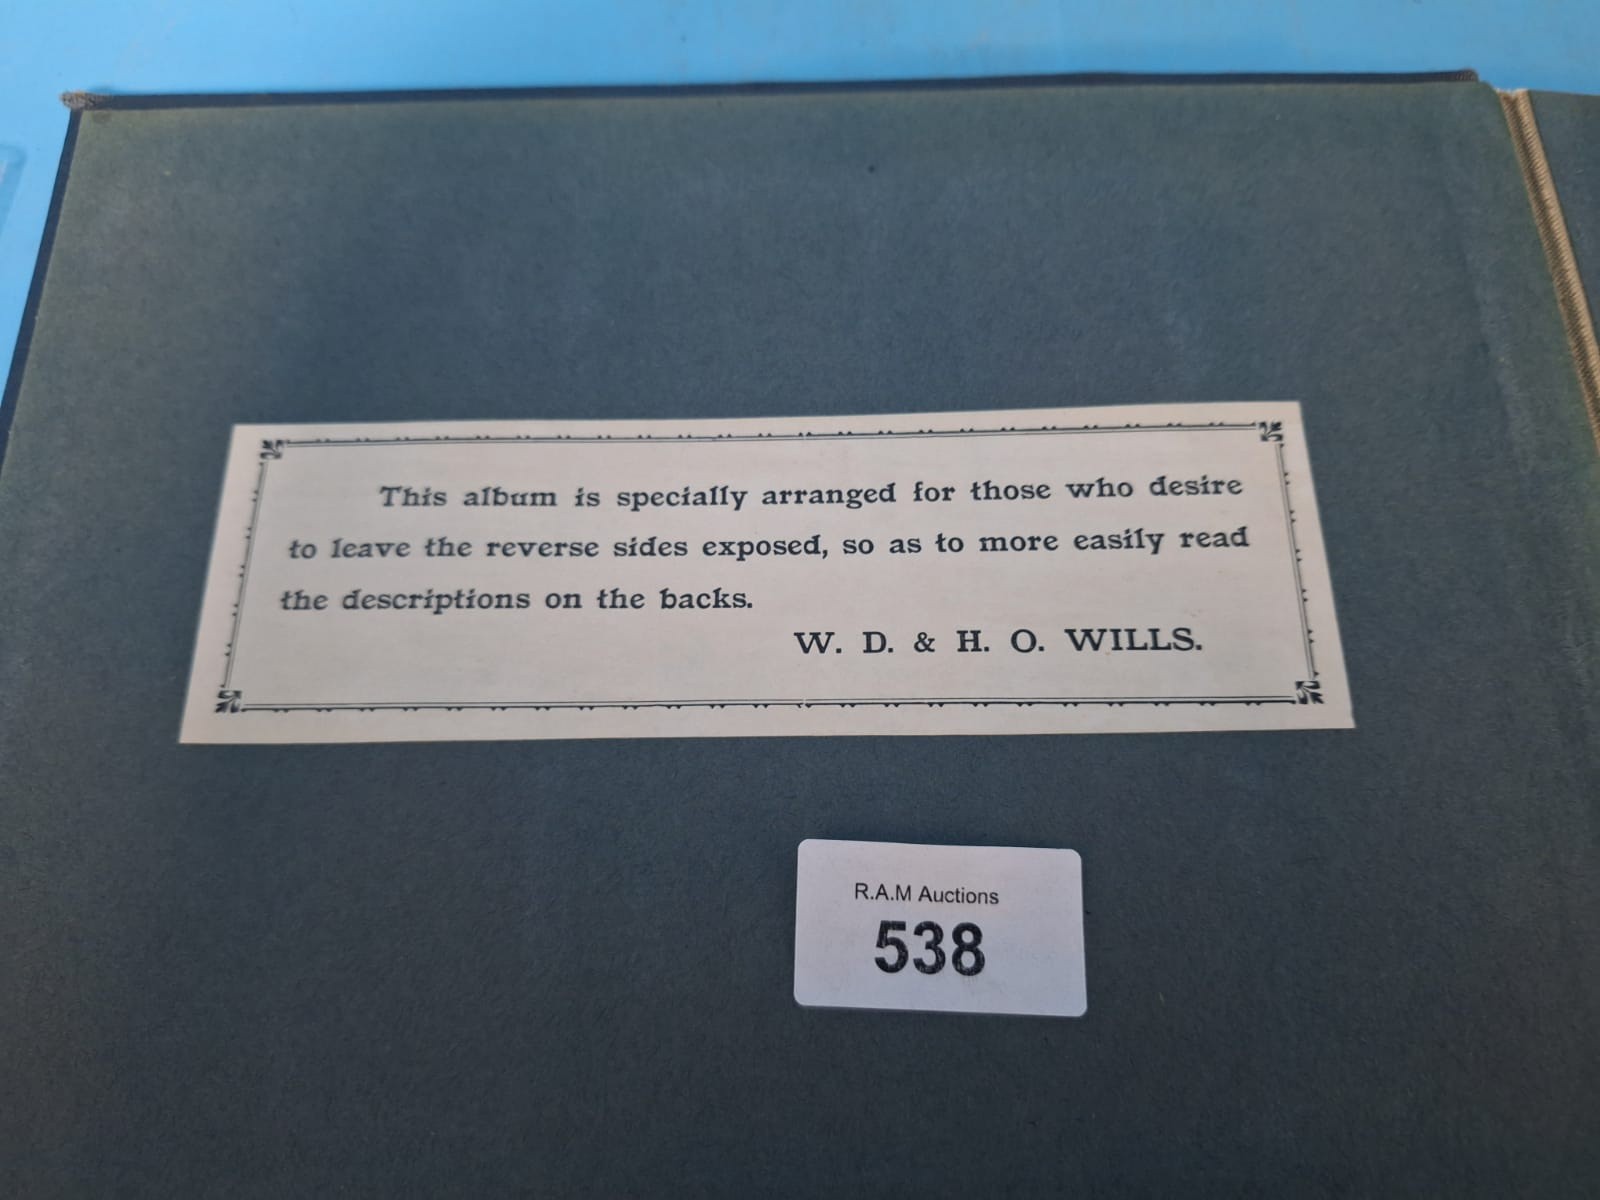 This album is specially arranged for those who desire
to leave the reverse sides exposed, so as to more easily read
the descriptions on the backs.
W. D. & H. O. WILLS.
R.A.M Auctions
538